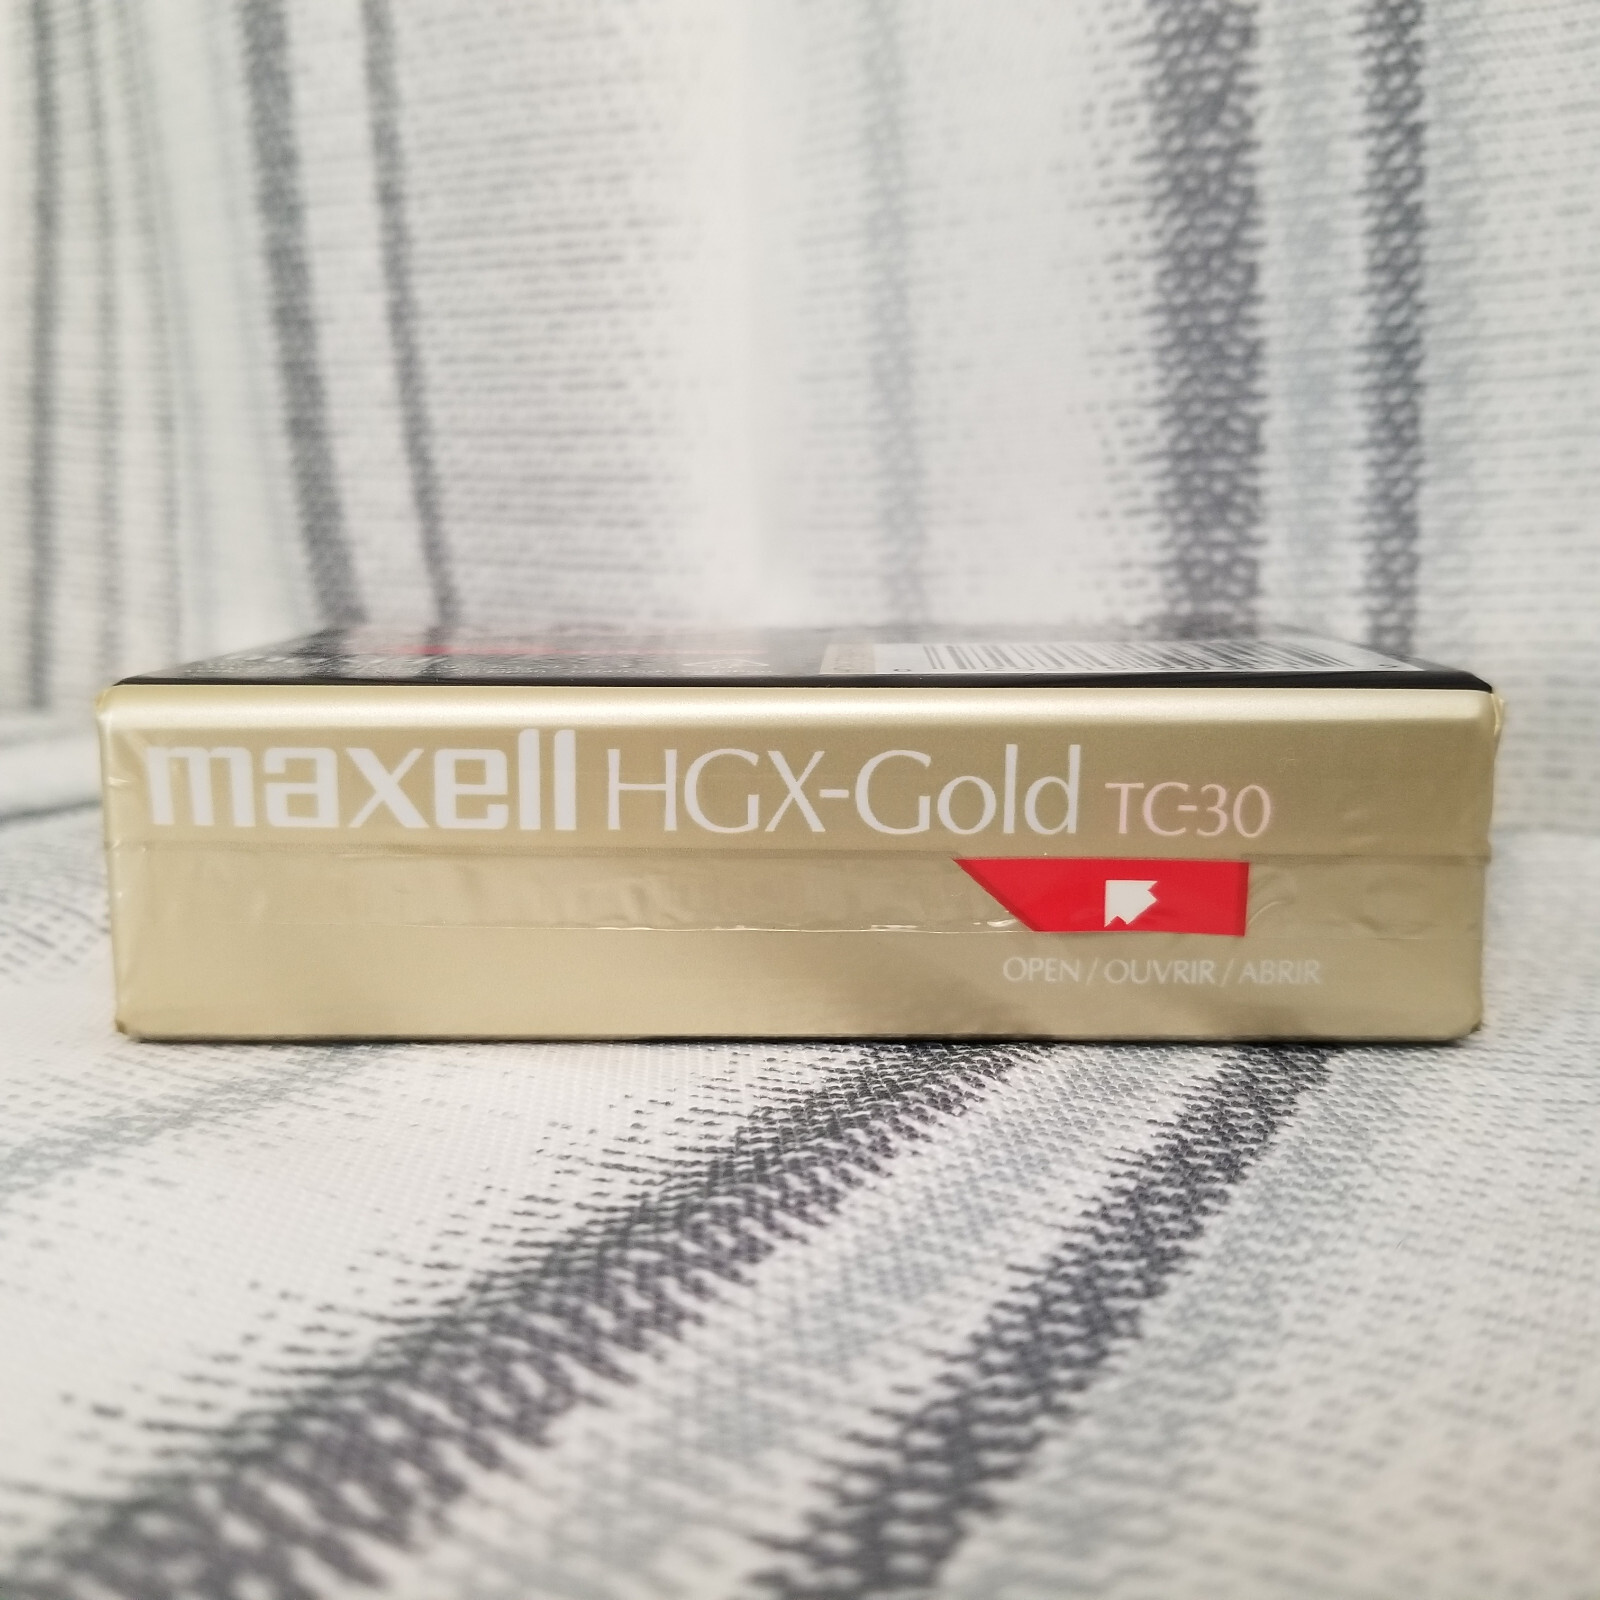 maxell HGX-Gold TC-30
OPEN / OUVRIR / ABRIR